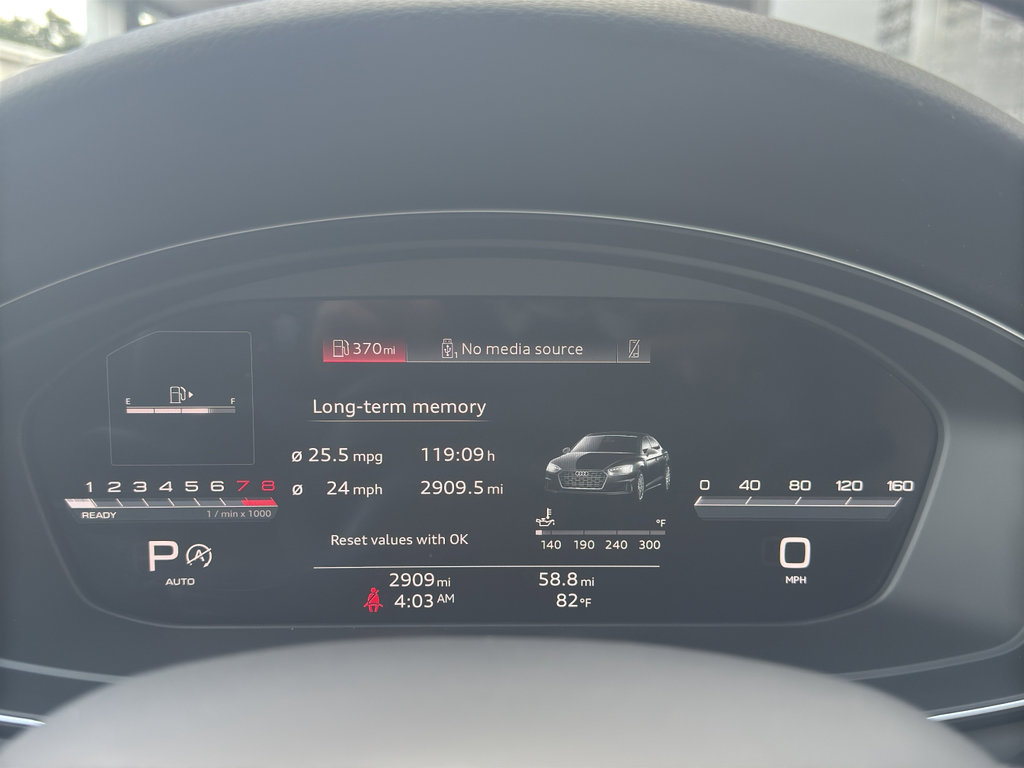 370 mi No media source
E F
Long-term memory
ø 25.5 mpg 119:09 h
ø 24 mph 2909.5 mi
1 2 3 4 5 6 7 8
READY 1 / min x 1000
0 40 80 120 160
°F
140 190 240 300
Reset values with OK
P A
AUTO
0
MPH
2909 mi 58.8 mi
4:03 AM 82 °F